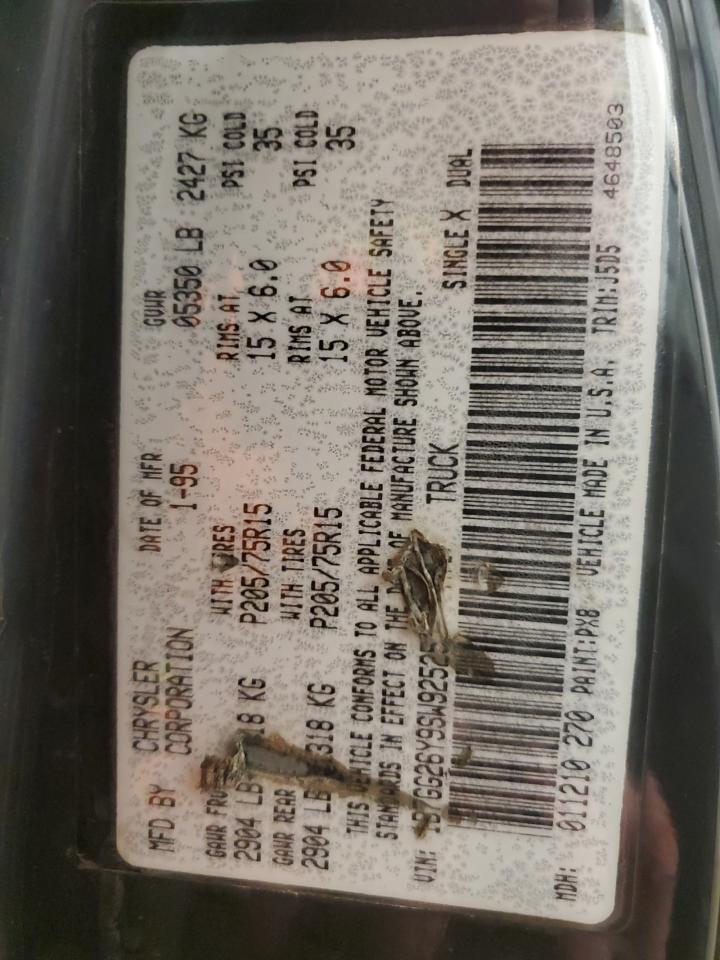 MFD BY CHRYSLER CORPORATION DATE OF MFR 1-95 GVWR 05350 LB 2427 KG
GAWR WITH TIRES RIMS AT PSI COLD
2904 LB KG P205/75R15 15 X 6.0 35
GAWR REAR WITH TIRES RIMS AT PSI COLD
2904 LB 1318 KG P205/75R15 15 X 6.0 35
THIS VEHICLE CONFORMS TO ALL APPLICABLE FEDERAL MOTOR VEHICLE SAFETY
STANDARDS IN EFFECT ON THE OF MANUFACTURE SHOWN ABOVE.
VIN: TRUCK SINGLE X DUAL
MDH: 011210 270 PAINT:PX8 VEHICLE MADE IN U.S.A. TRIM:J5D5 4648503